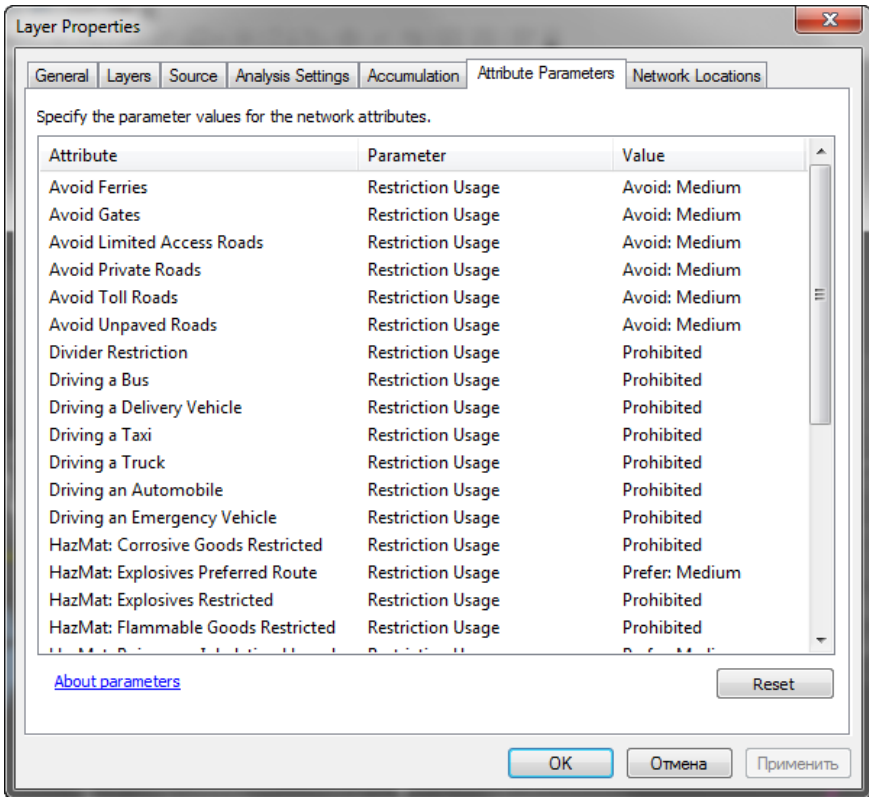 Layer Properties
General Layers Source Analysis Settings Accumulation Attribute Parameters Network Locations
Specify the parameter values for the network attributes.
Attribute Parameter Value
Avoid Ferries Restriction Usage Avoid: Medium
Avoid Gates Restriction Usage Avoid: Medium
Avoid Limited Access Roads Restriction Usage Avoid: Medium
Avoid Private Roads Restriction Usage Avoid: Medium
Avoid Toll Roads Restriction Usage Avoid: Medium
Avoid Unpaved Roads Restriction Usage Avoid: Medium
Divider Restriction Restriction Usage Prohibited
Driving a Bus Restriction Usage Prohibited
Driving a Delivery Vehicle Restriction Usage Prohibited
Driving a Taxi Restriction Usage Prohibited
Driving a Truck Restriction Usage Prohibited
Driving an Automobile Restriction Usage Prohibited
Driving an Emergency Vehicle Restriction Usage Prohibited
HazMat: Corrosive Goods Restricted Restriction Usage Prohibited
HazMat: Explosives Preferred Route Restriction Usage Prefer: Medium
HazMat: Explosives Restricted Restriction Usage Prohibited
HazMat: Flammable Goods Restricted Restriction Usage Prohibited
About parameters Reset
OK Отмена Применить